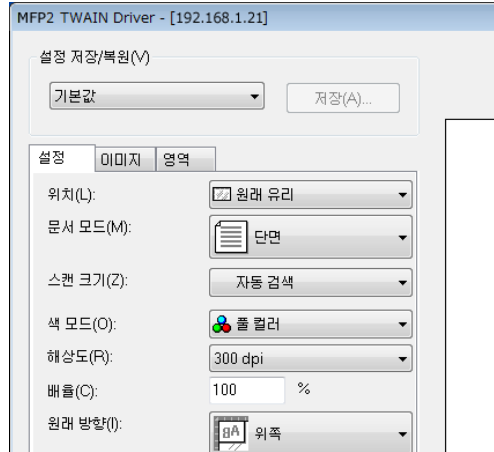 MFP2 TWAIN Driver - [192.168.1.21]
설정 저장/복원(V)
기본값 저장(A)...
설정 이미지 영역
위치(L): 원래 유리
문서 모드(M): 단면
스캔 크기(Z): 자동 검색
색 모드(O): 풀 컬러
해상도(R): 300 dpi
배율(C): 100 %
원래 방향(I): 위쪽